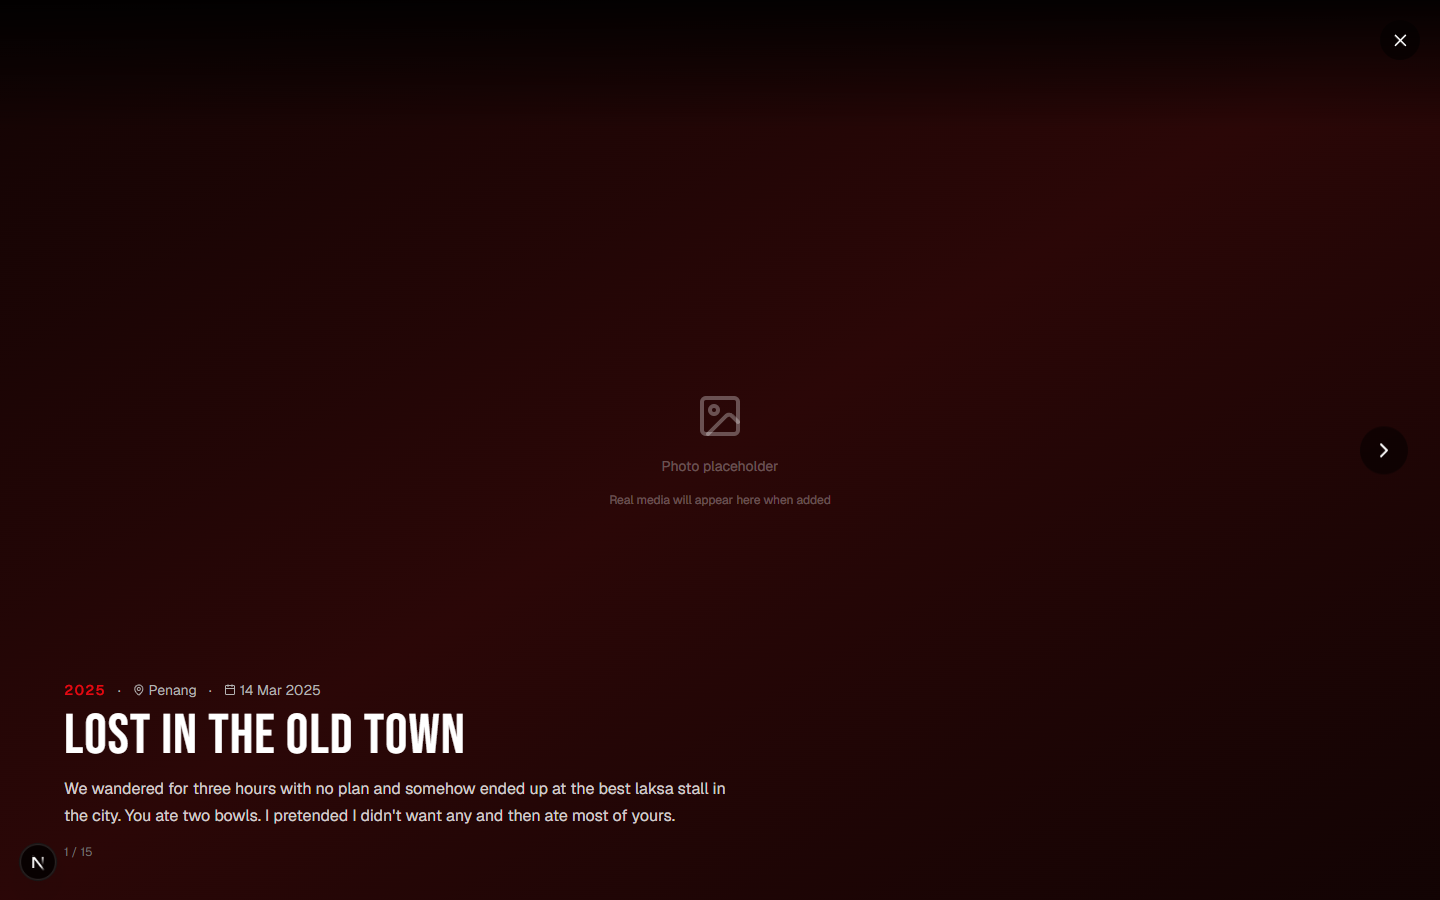 Photo placeholder
Real media will appear here when added
2025 · Penang · 14 Mar 2025
LOST IN THE OLD TOWN
We wandered for three hours with no plan and somehow ended up at the best laksa stall in
the city. You ate two bowls. I pretended I didn't want any and then ate most of yours.
1 / 15
N